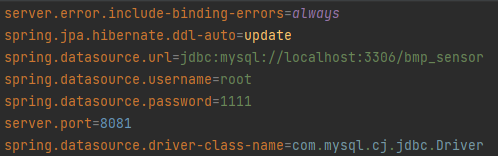 server.error.include-binding-errors=always
spring.jpa.hibernate.ddl-auto=update
spring.datasource.url=jdbc:mysql://localhost:3306/bmp_sensor
spring.datasource.username=root
spring.datasource.password=1111
server.port=8081
spring.datasource.driver-class-name=com.mysql.cj.jdbc.Driver